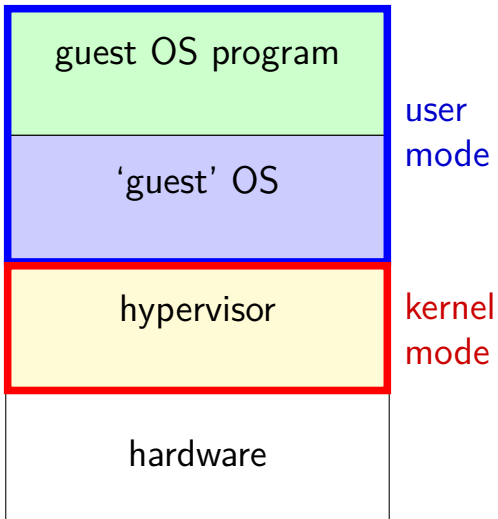 guest OS program
user
mode
‘guest’ OS
hypervisor
kernel
mode
hardware